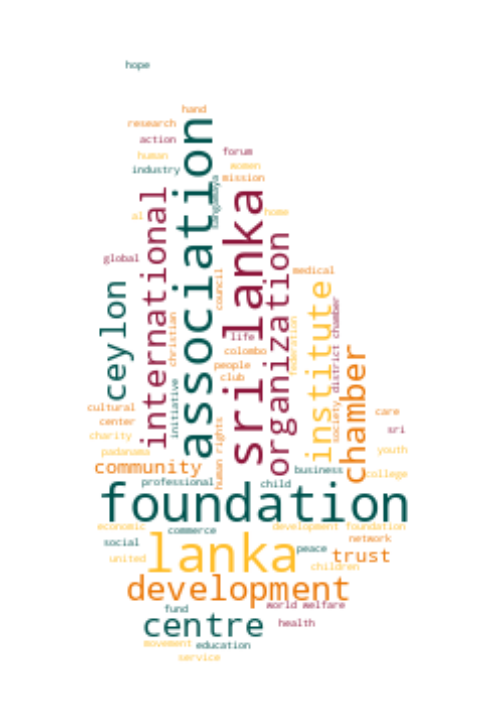 hope
hand
research
action
forum
human
women
industry
mission
association
sangamaya
international
sri lanka
al
home
organization
global
medical
ceylon
council
institute
district chamber
christian
federation
life
colombo
people
club
chamber
initiative
society
cultural
center
care
sri
charity
human rights
padanama
youth
community
business
college
professional
child
foundation
economic
commerce
development foundation
social
lanka
network
peace
trust
united
children
development
fund
world welfare
centre
health
movement
education
service